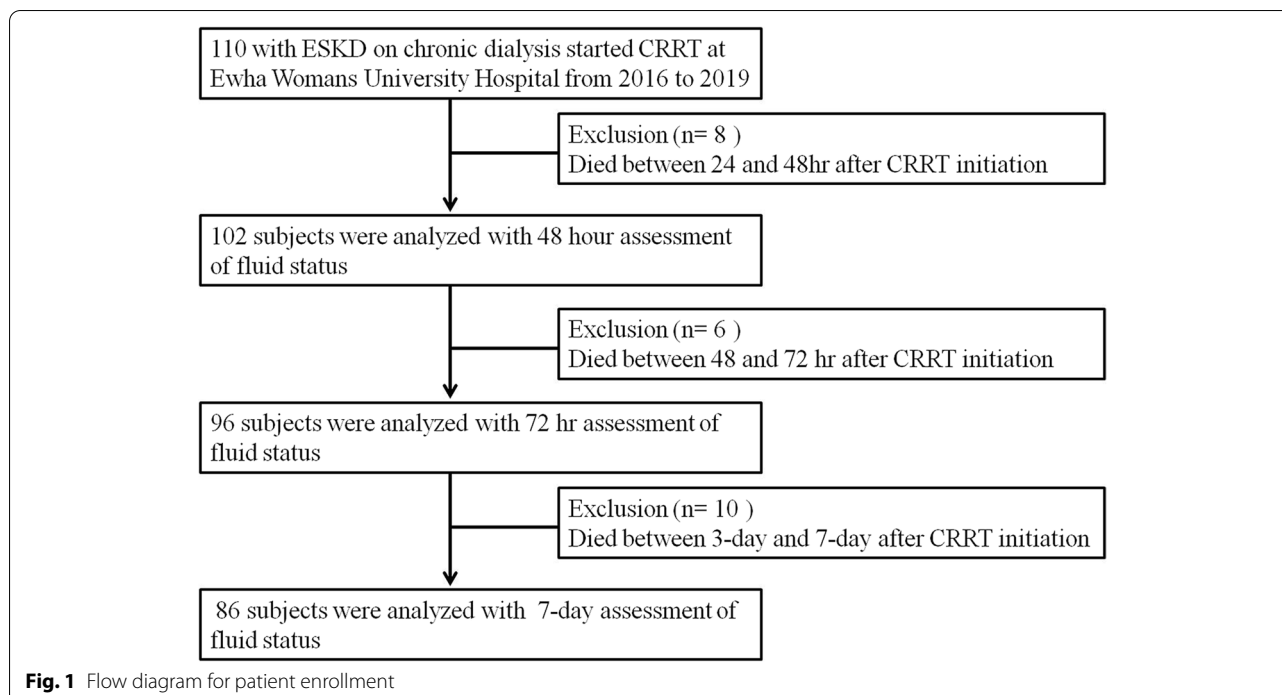 110 with ESKD on chronic dialysis started CRRT at
Ewha Womans University Hospital from 2016 to 2019
Exclusion (n= 8 )
Died between 24 and 48hr after CRRT initiation
102 subjects were analyzed with 48 hour assessment
of fluid status
Exclusion (n= 6 )
Died between 48 and 72 hr after CRRT initiation
96 subjects were analyzed with 72 hr assessment of
fluid status
Exclusion (n= 10 )
Died between 3-day and 7-day after CRRT initiation
86 subjects were analyzed with 7-day assessment of
fluid status
Fig. 1 Flow diagram for patient enrollment